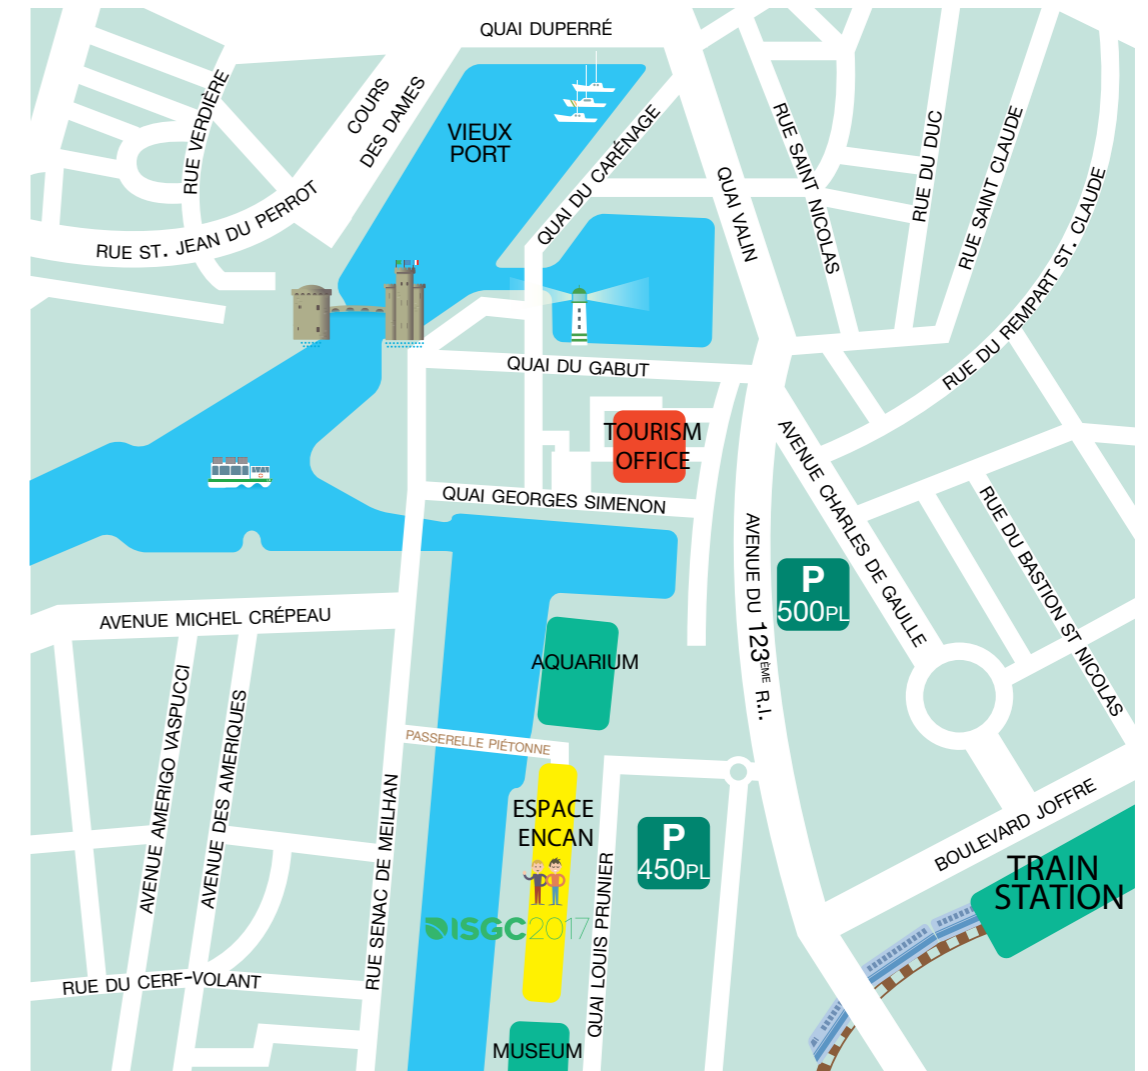 QUAI DUPERRÉ
RUE VERDIÈRE
COURS
DES DAMES
VIEUX
PORT
QUAI DU CARÉNAGE
RUE SAINT NICOLAS
RUE DU DUC
RUE SAINT CLAUDE
QUAI VALIN
RUE DU REMPART ST. CLAUDE
RUE ST. JEAN DU PERROT
QUAI DU GABUT
TOURISM
OFFICE
AVENUE CHARLES DE GAULLE
QUAI GEORGES SIMENON
RUE DU BASTION ST NICOLAS
AVENUE DU 123ÈME R.I.
P
500PL
AVENUE MICHEL CRÉPEAU
AQUARIUM
AVENUE AMERIGO VASPUCCI
AVENUE DES AMERIQUES
PASSERELLE PIÉTONNE
RUE SENAC DE MEILHAN
ESPACE
ENCAN
P
450PL
BOULEVARD JOFFRE
TRAIN
STATION
ISGC2017
QUAI LOUIS PRUNIER
RUE DU CERF-VOLANT
MUSEUM